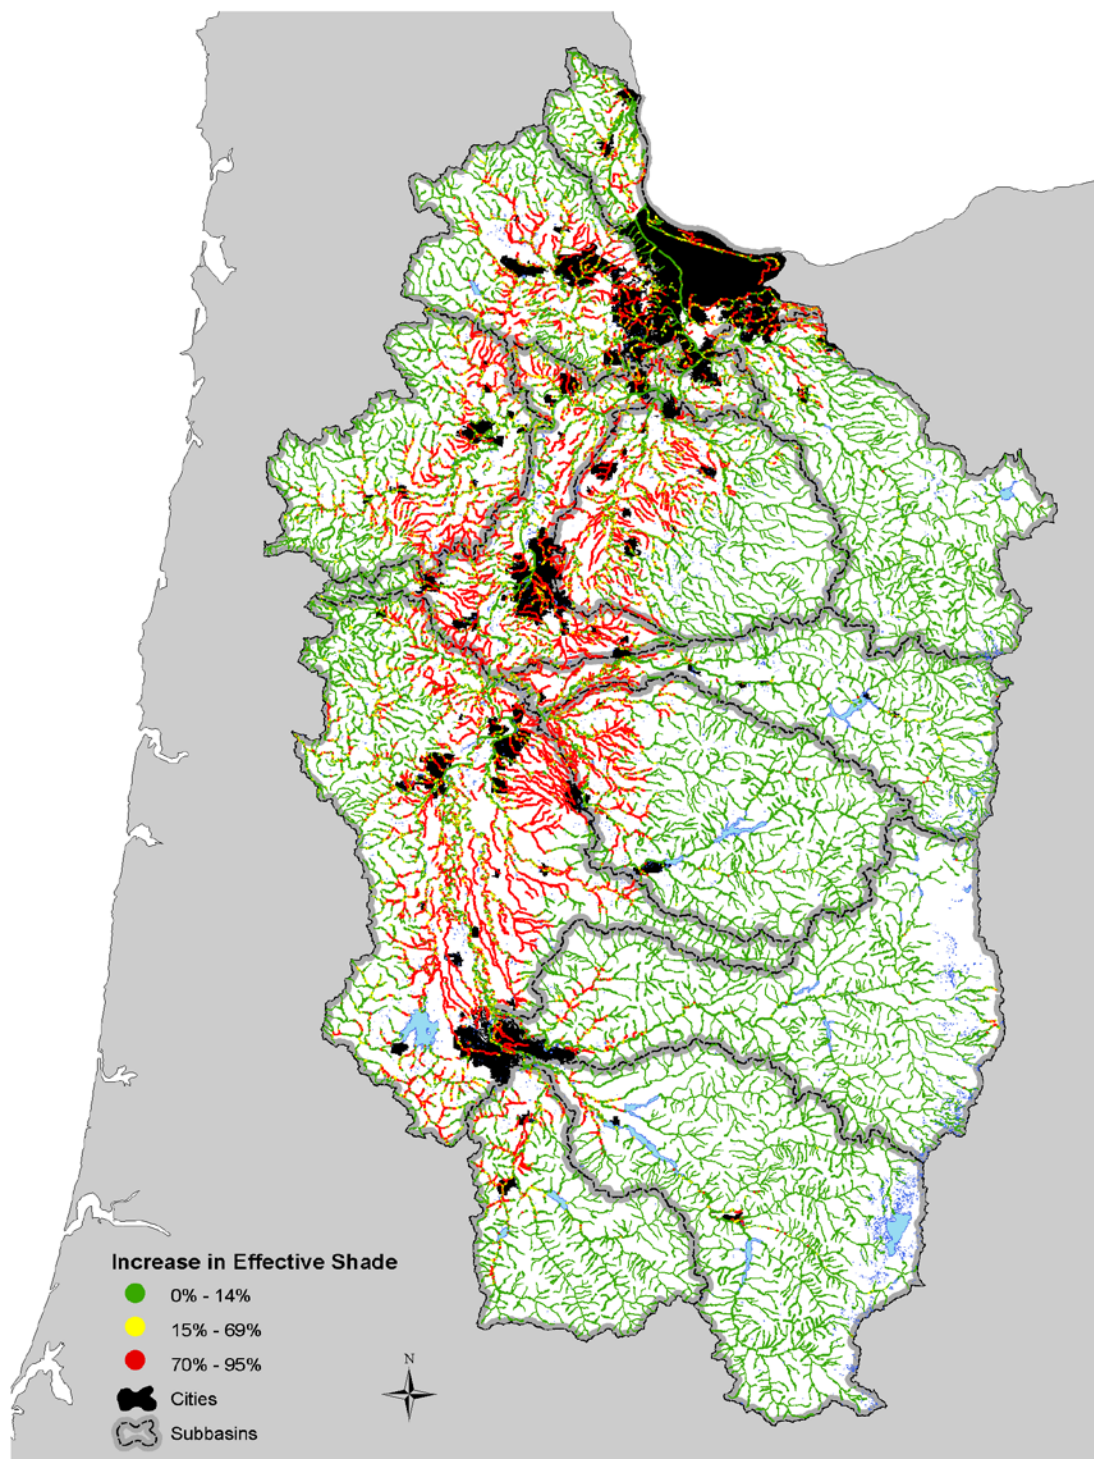 N
Increase in Effective Shade
0% - 14%
15% - 69%
70% - 95%
Cities
Subbasins